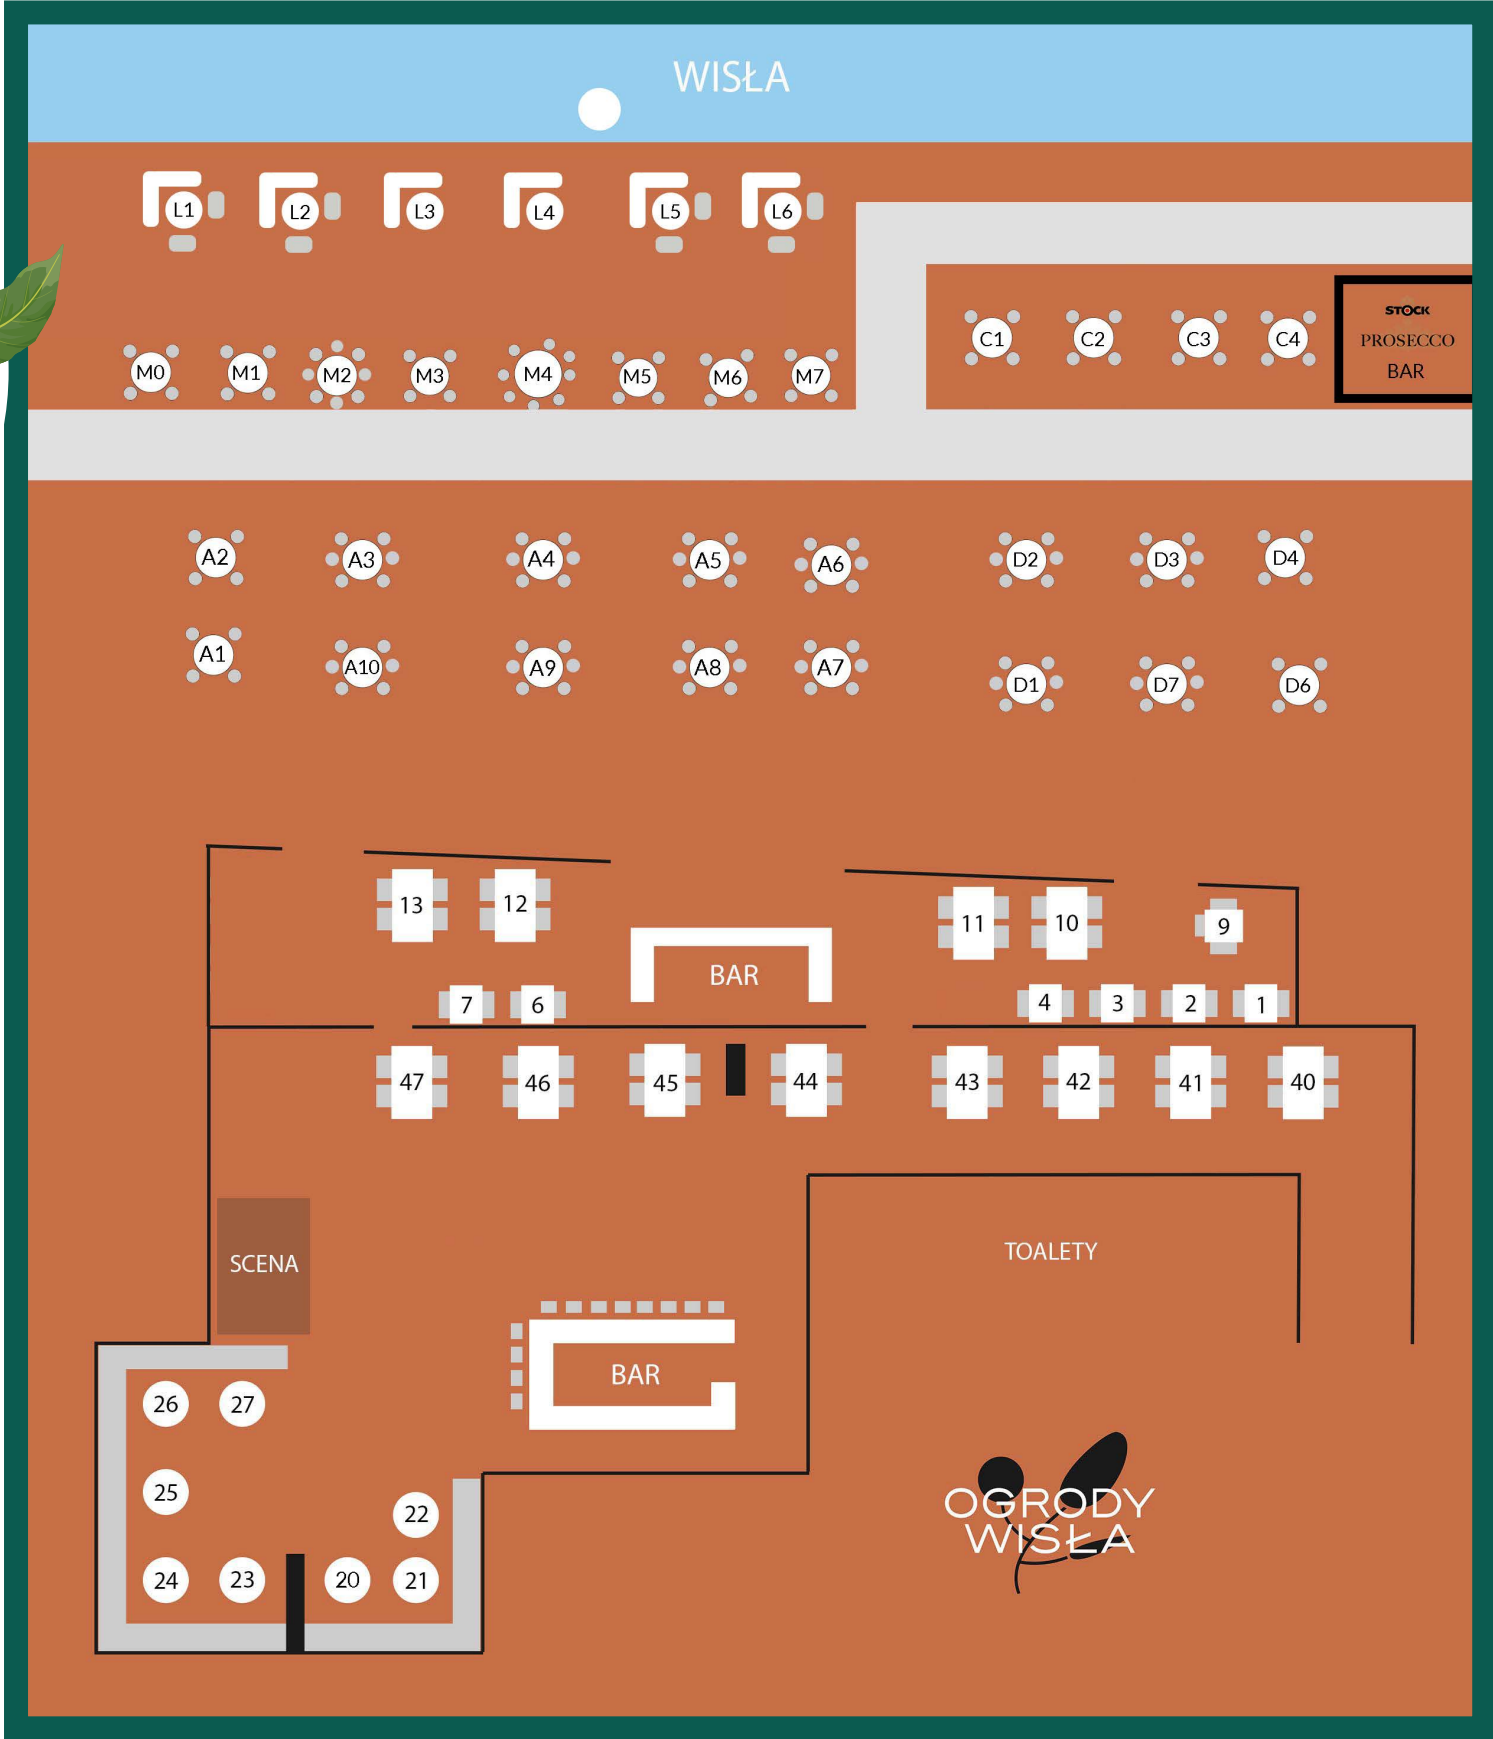 WISŁA
L1 L2 L3 L4 L5 L6
STOCK
PROSECCO
BAR
C1 C2 C3 C4
M0 M1 M2 M3 M4 M5 M6 M7
A2 A3 A4 A5 A6 D2 D3 D4
A1 A10 A9 A8 A7 D1 D7 D6
13 12 11 10 9
BAR
7 6 4 3 2 1
47 46 45 44 43 42 41 40
SCENA
TOALETY
BAR
26 27
25
22
24 23 20 21
OGRODY
WISŁA